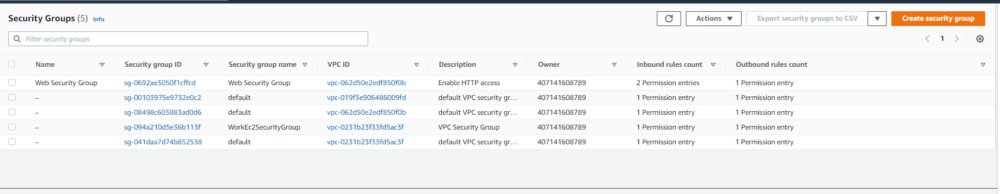 Security Groups (5) Info
Actions
Export security groups to CSV
Create security group
Filter security groups
1
Name Security group ID Security group name VPC ID Description Owner Inbound rules count Outbound rules count
Web Security Group sg-0692ae3050f1cffcd Web Security Group vpc-062d50e2edf850f0b Enable HTTP access 407141608789 2 Permission entries 1 Permission entry
– sg-00103975e9732e0c2 default vpc-019f3e906486009fd default VPC security gr... 407141608789 1 Permission entry 1 Permission entry
– sg-08498c603883ad0d6 default vpc-062d50e2edf850f0b default VPC security gr... 407141608789 1 Permission entry 1 Permission entry
– sg-094a210d5e36b113f WorkEc2SecurityGroup vpc-0231b23f33fd5ac3f VPC Security Group 407141608789 1 Permission entry 1 Permission entry
– sg-041daa7d74b852538 default vpc-0231b23f33fd5ac3f default VPC security gr... 407141608789 1 Permission entry 1 Permission entry